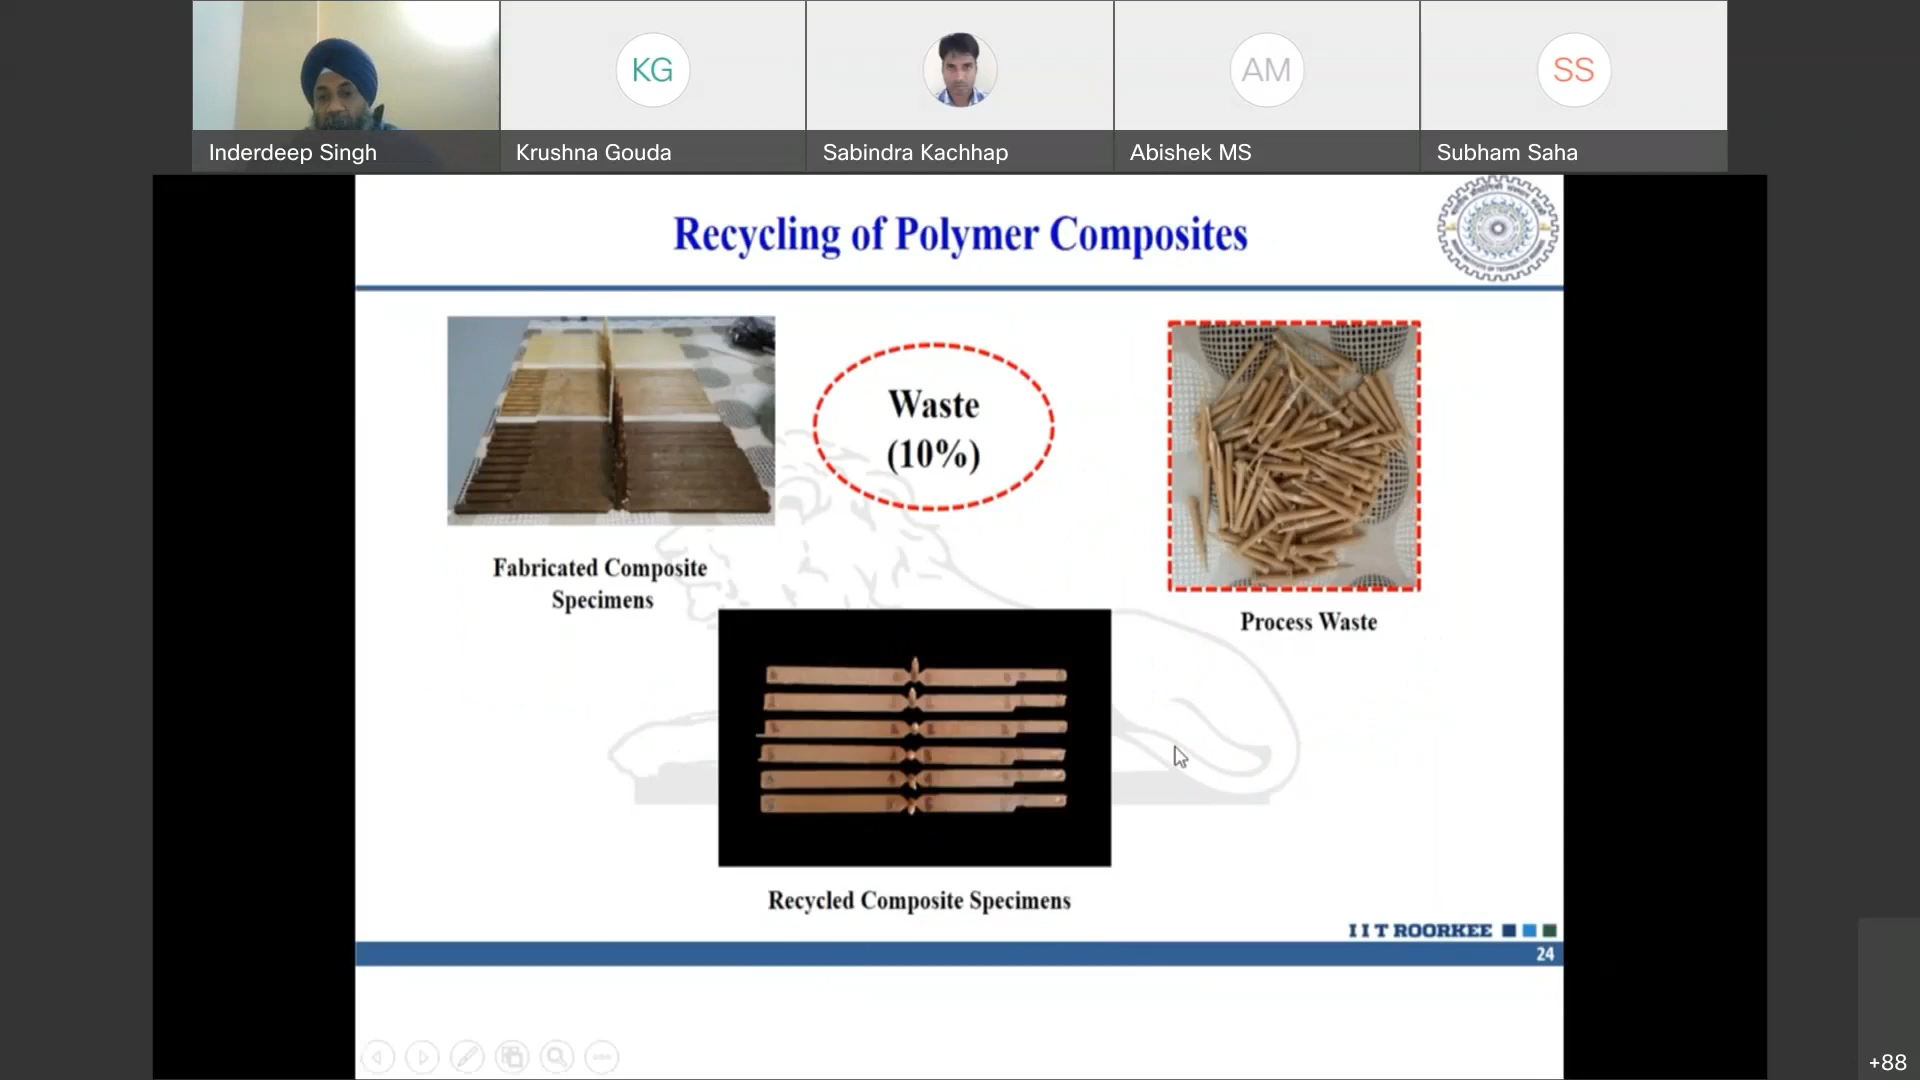 KG
AM
SS
Inderdeep Singh
Krushna Gouda
Sabindra Kachhap
Abishek MS
Subham Saha
Recycling of Polymer Composites
Waste
(10%)
Fabricated Composite
Specimens
Process Waste
Recycled Composite Specimens
IIT ROORKEE
24
+88